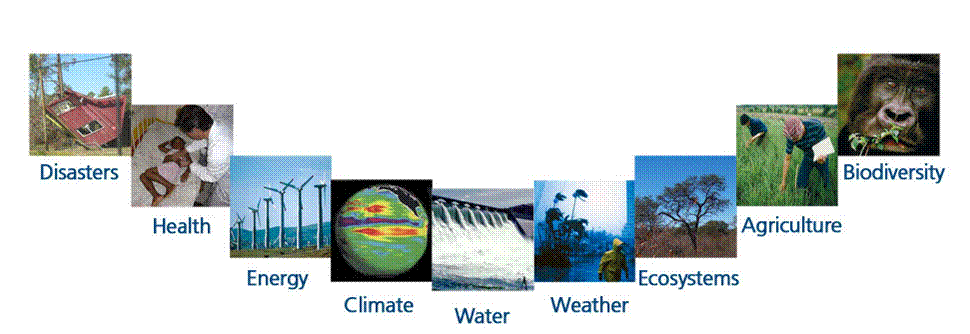 Disasters
Health
Energy
Climate
Water
Weather
Ecosystems
Agriculture
Biodiversity